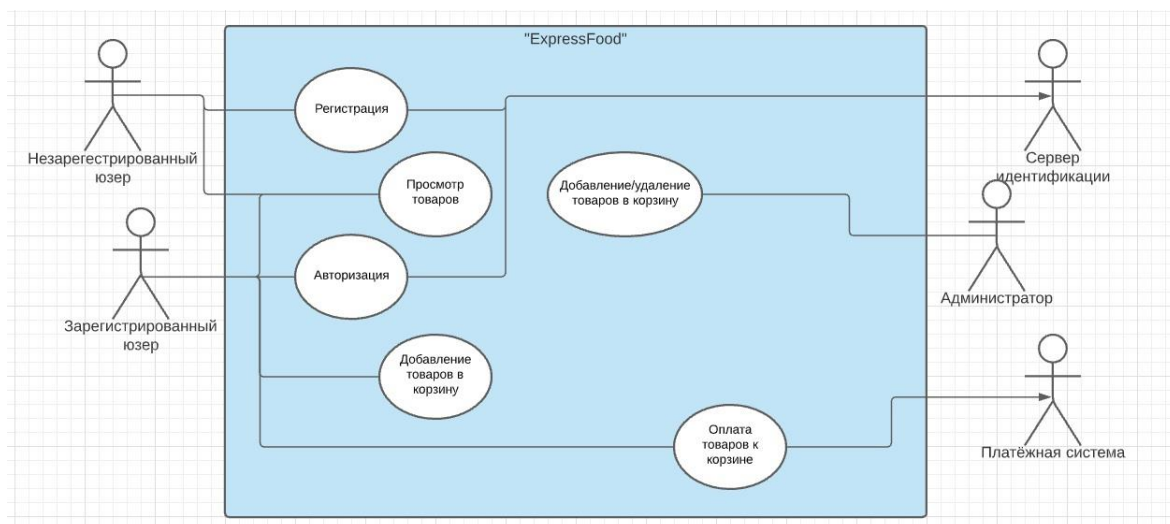 "ExpressFood"
Регистрация
Незарегестрированный
юзер
Просмотр
товаров
Добавление/удаление
товаров в корзину
Сервер
идентификации
Авторизация
Зарегистрированный
юзер
Администратор
Добавление
товаров в
корзину
Оплата
товаров к
корзине
Платёжная система